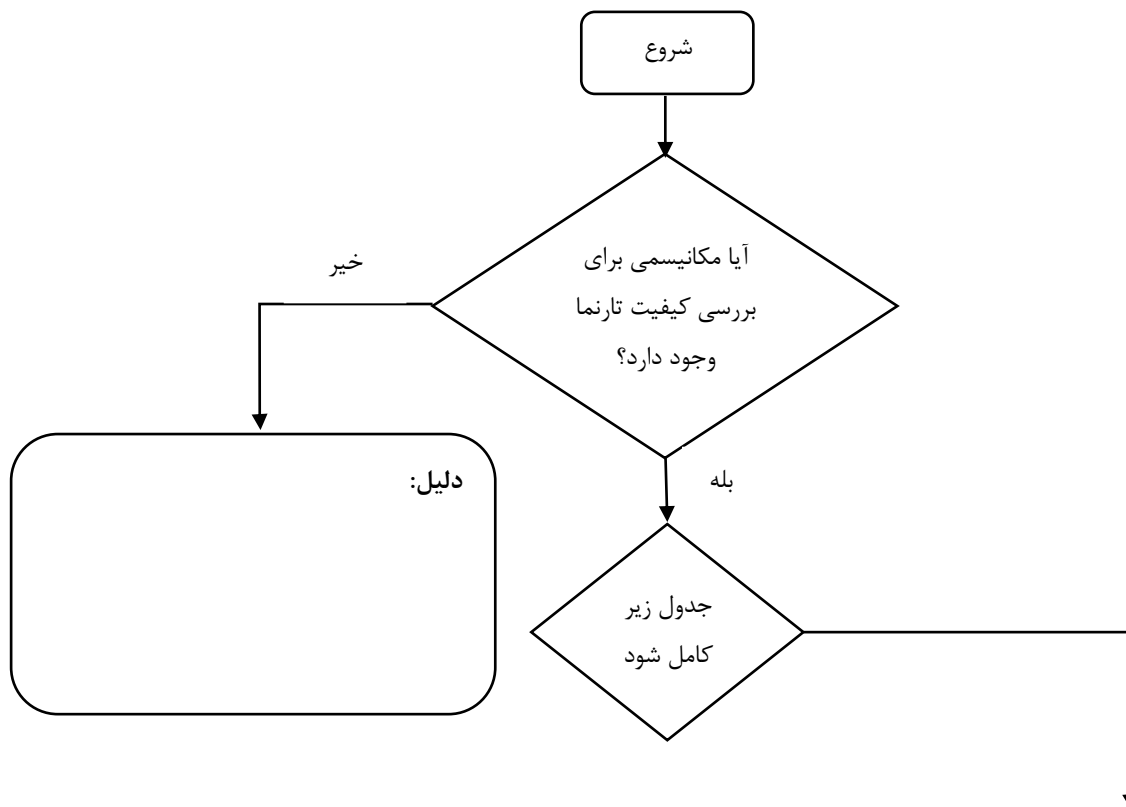 شروع
آیا مکانیسمی برای
بررسی کیفیت تارنما
وجود دارد؟
خیر
بله
دلیل:
جدول زیر
کامل شود